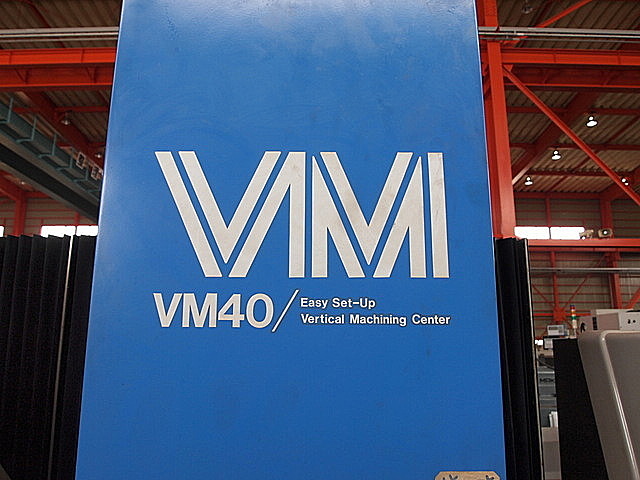 VM
VM40/
Easy Set-Up
Vertical Machining Center